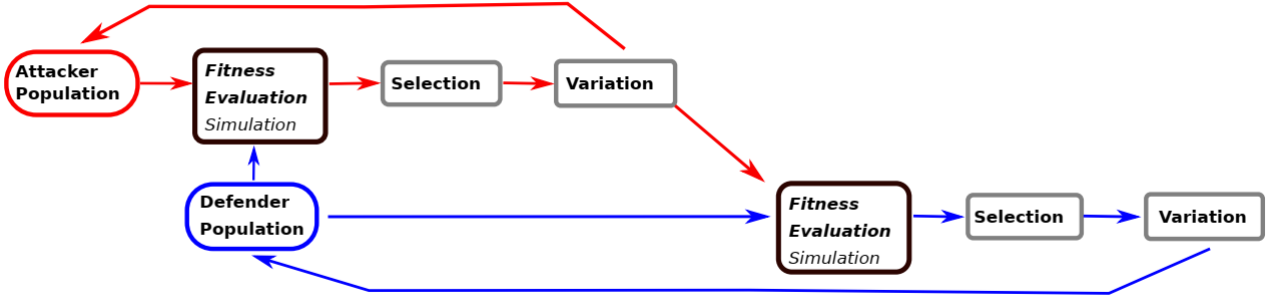 Attacker
Population
Fitness
Evaluation
Simulation
Selection
Variation
Defender
Population
Fitness
Evaluation
Simulation
Selection
Variation